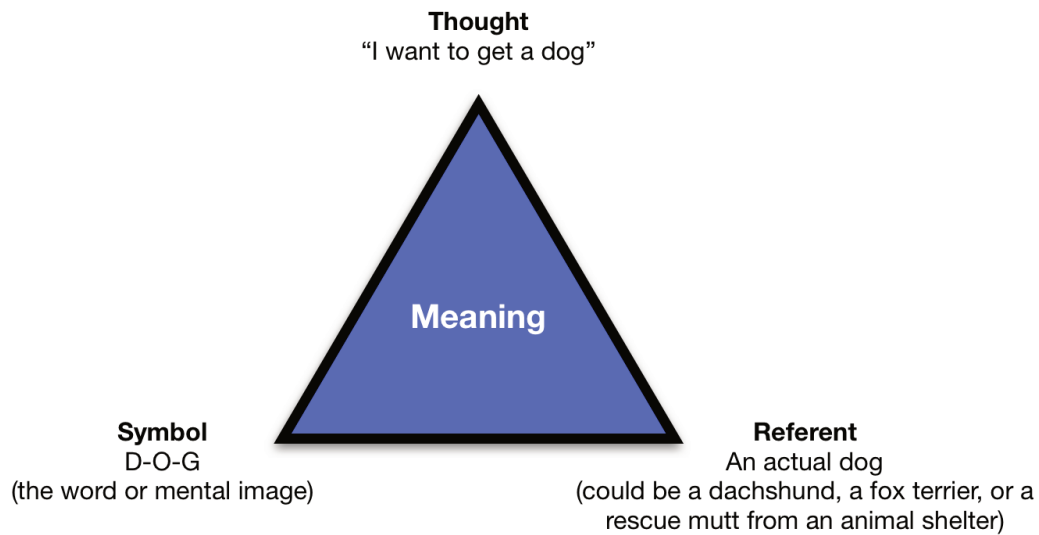 Thought
“I want to get a dog”
Meaning
Symbol
D-O-G
(the word or mental image)
Referent
An actual dog
(could be a dachshund, a fox terrier, or a
rescue mutt from an animal shelter)